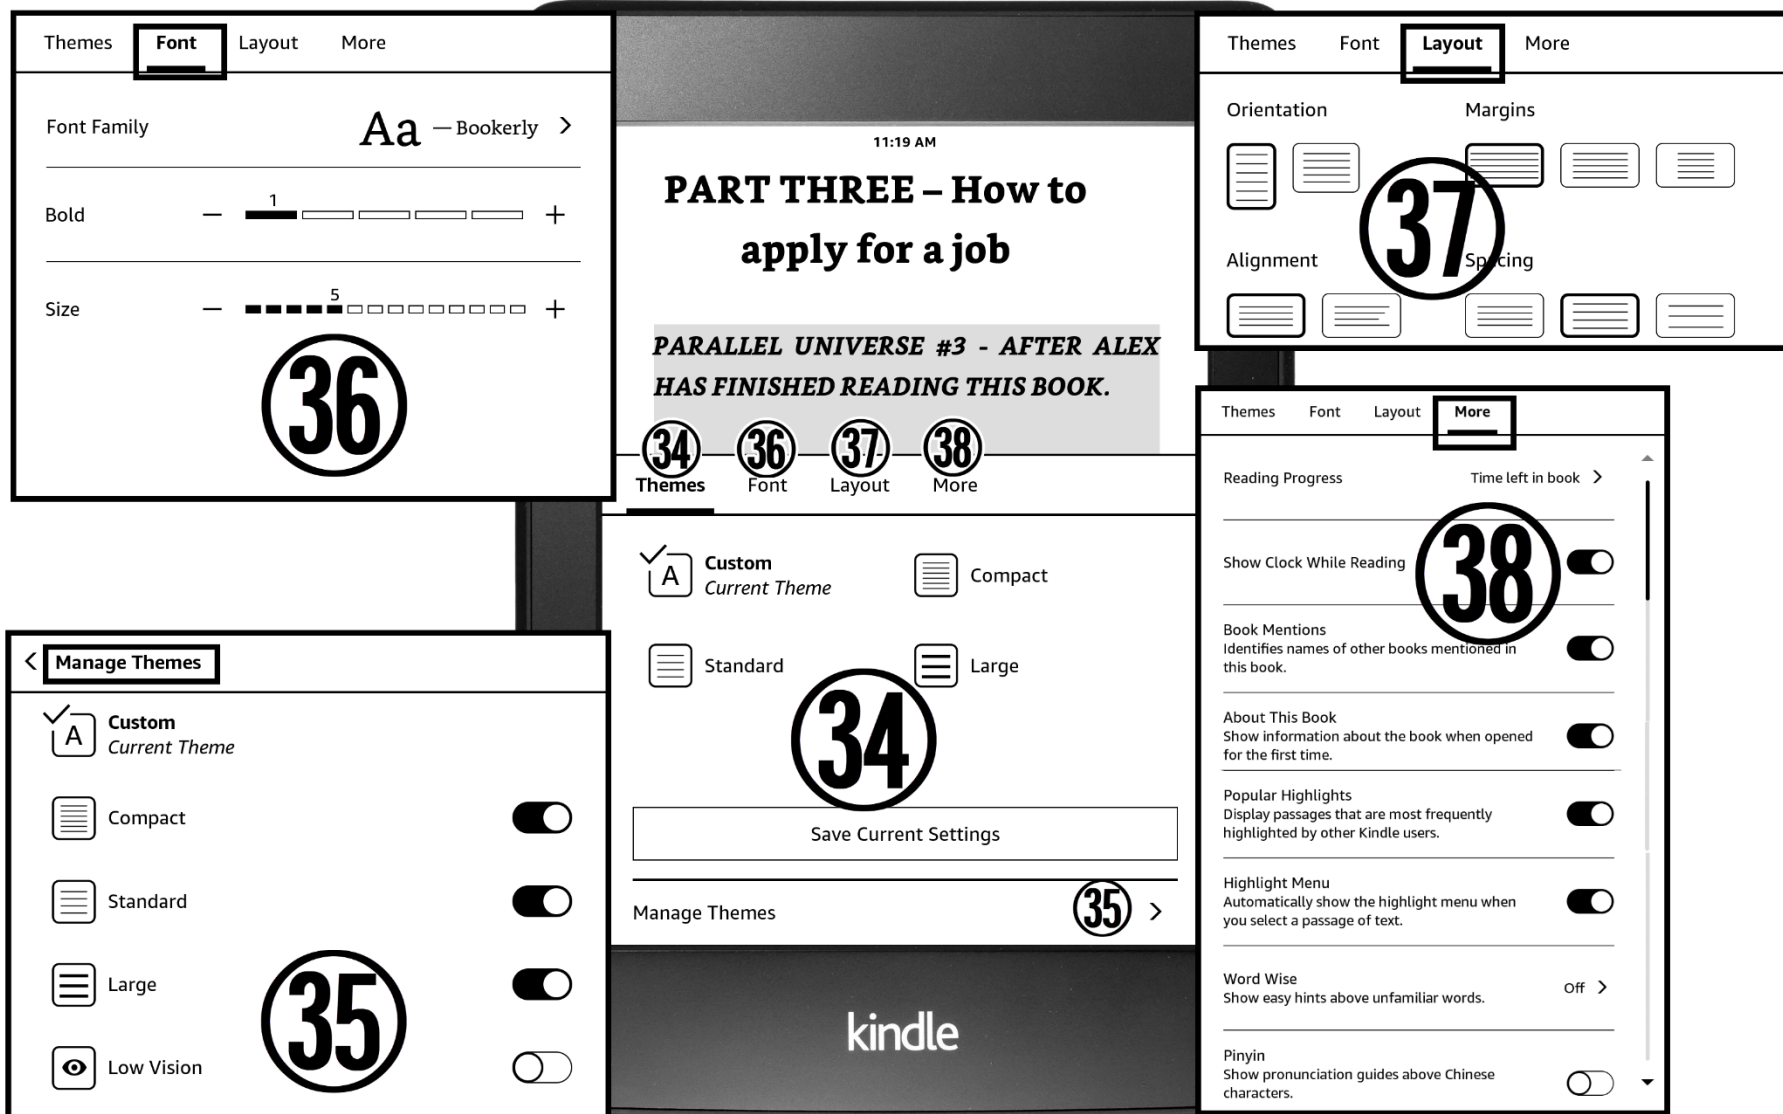 Themes Font Layout More
Font Family Aa — Bookerly >
1
Bold — +
5
Size — +
36
11:19 AM
PART THREE – How to
apply for a job
PARALLEL UNIVERSE #3 - AFTER ALEX
HAS FINISHED READING THIS BOOK.
34 36 37 38
Themes Font Layout More
A Custom
Current Theme
Compact
Standard
Large
34
Save Current Settings
Manage Themes 35 >
kindle
Themes Font Layout More
Orientation Margins
37
Alignment Spacing
< Manage Themes
A Custom
Current Theme
Compact
Standard
Large
35
Low Vision
Themes Font Layout More
Reading Progress Time left in book >
Show Clock While Reading
38
Book Mentions
Identifies names of other books mentioned in
this book.
About This Book
Show information about the book when opened
for the first time.
Popular Highlights
Display passages that are most frequently
highlighted by other Kindle users.
Highlight Menu
Automatically show the highlight menu when
you select a passage of text.
Word Wise
Show easy hints above unfamiliar words.
Off >
Pinyin
Show pronunciation guides above Chinese
characters.